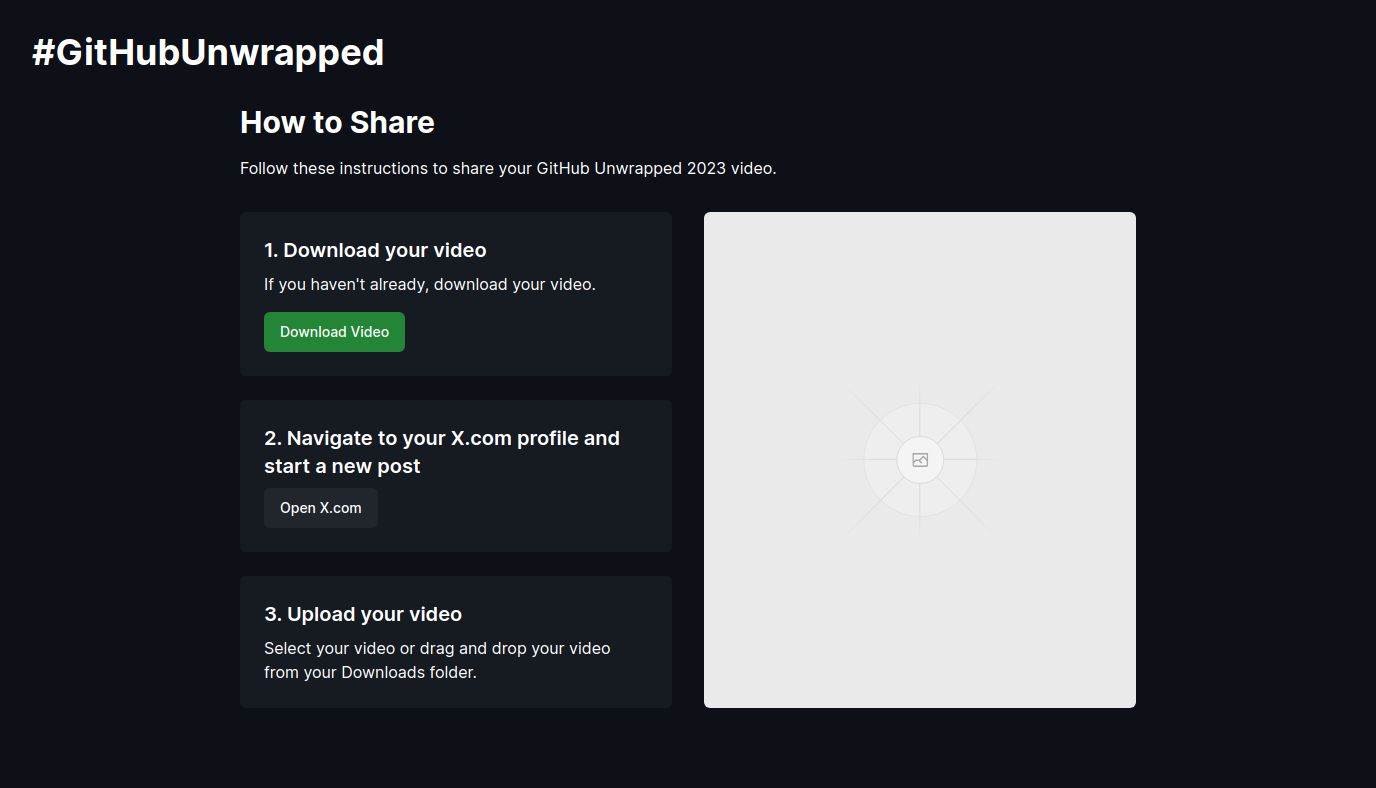 #GitHubUnwrapped
How to Share
Follow these instructions to share your GitHub Unwrapped 2023 video.
1. Download your video
If you haven't already, download your video.
Download Video
2. Navigate to your X.com profile and
start a new post
Open X.com
3. Upload your video
Select your video or drag and drop your video
from your Downloads folder.